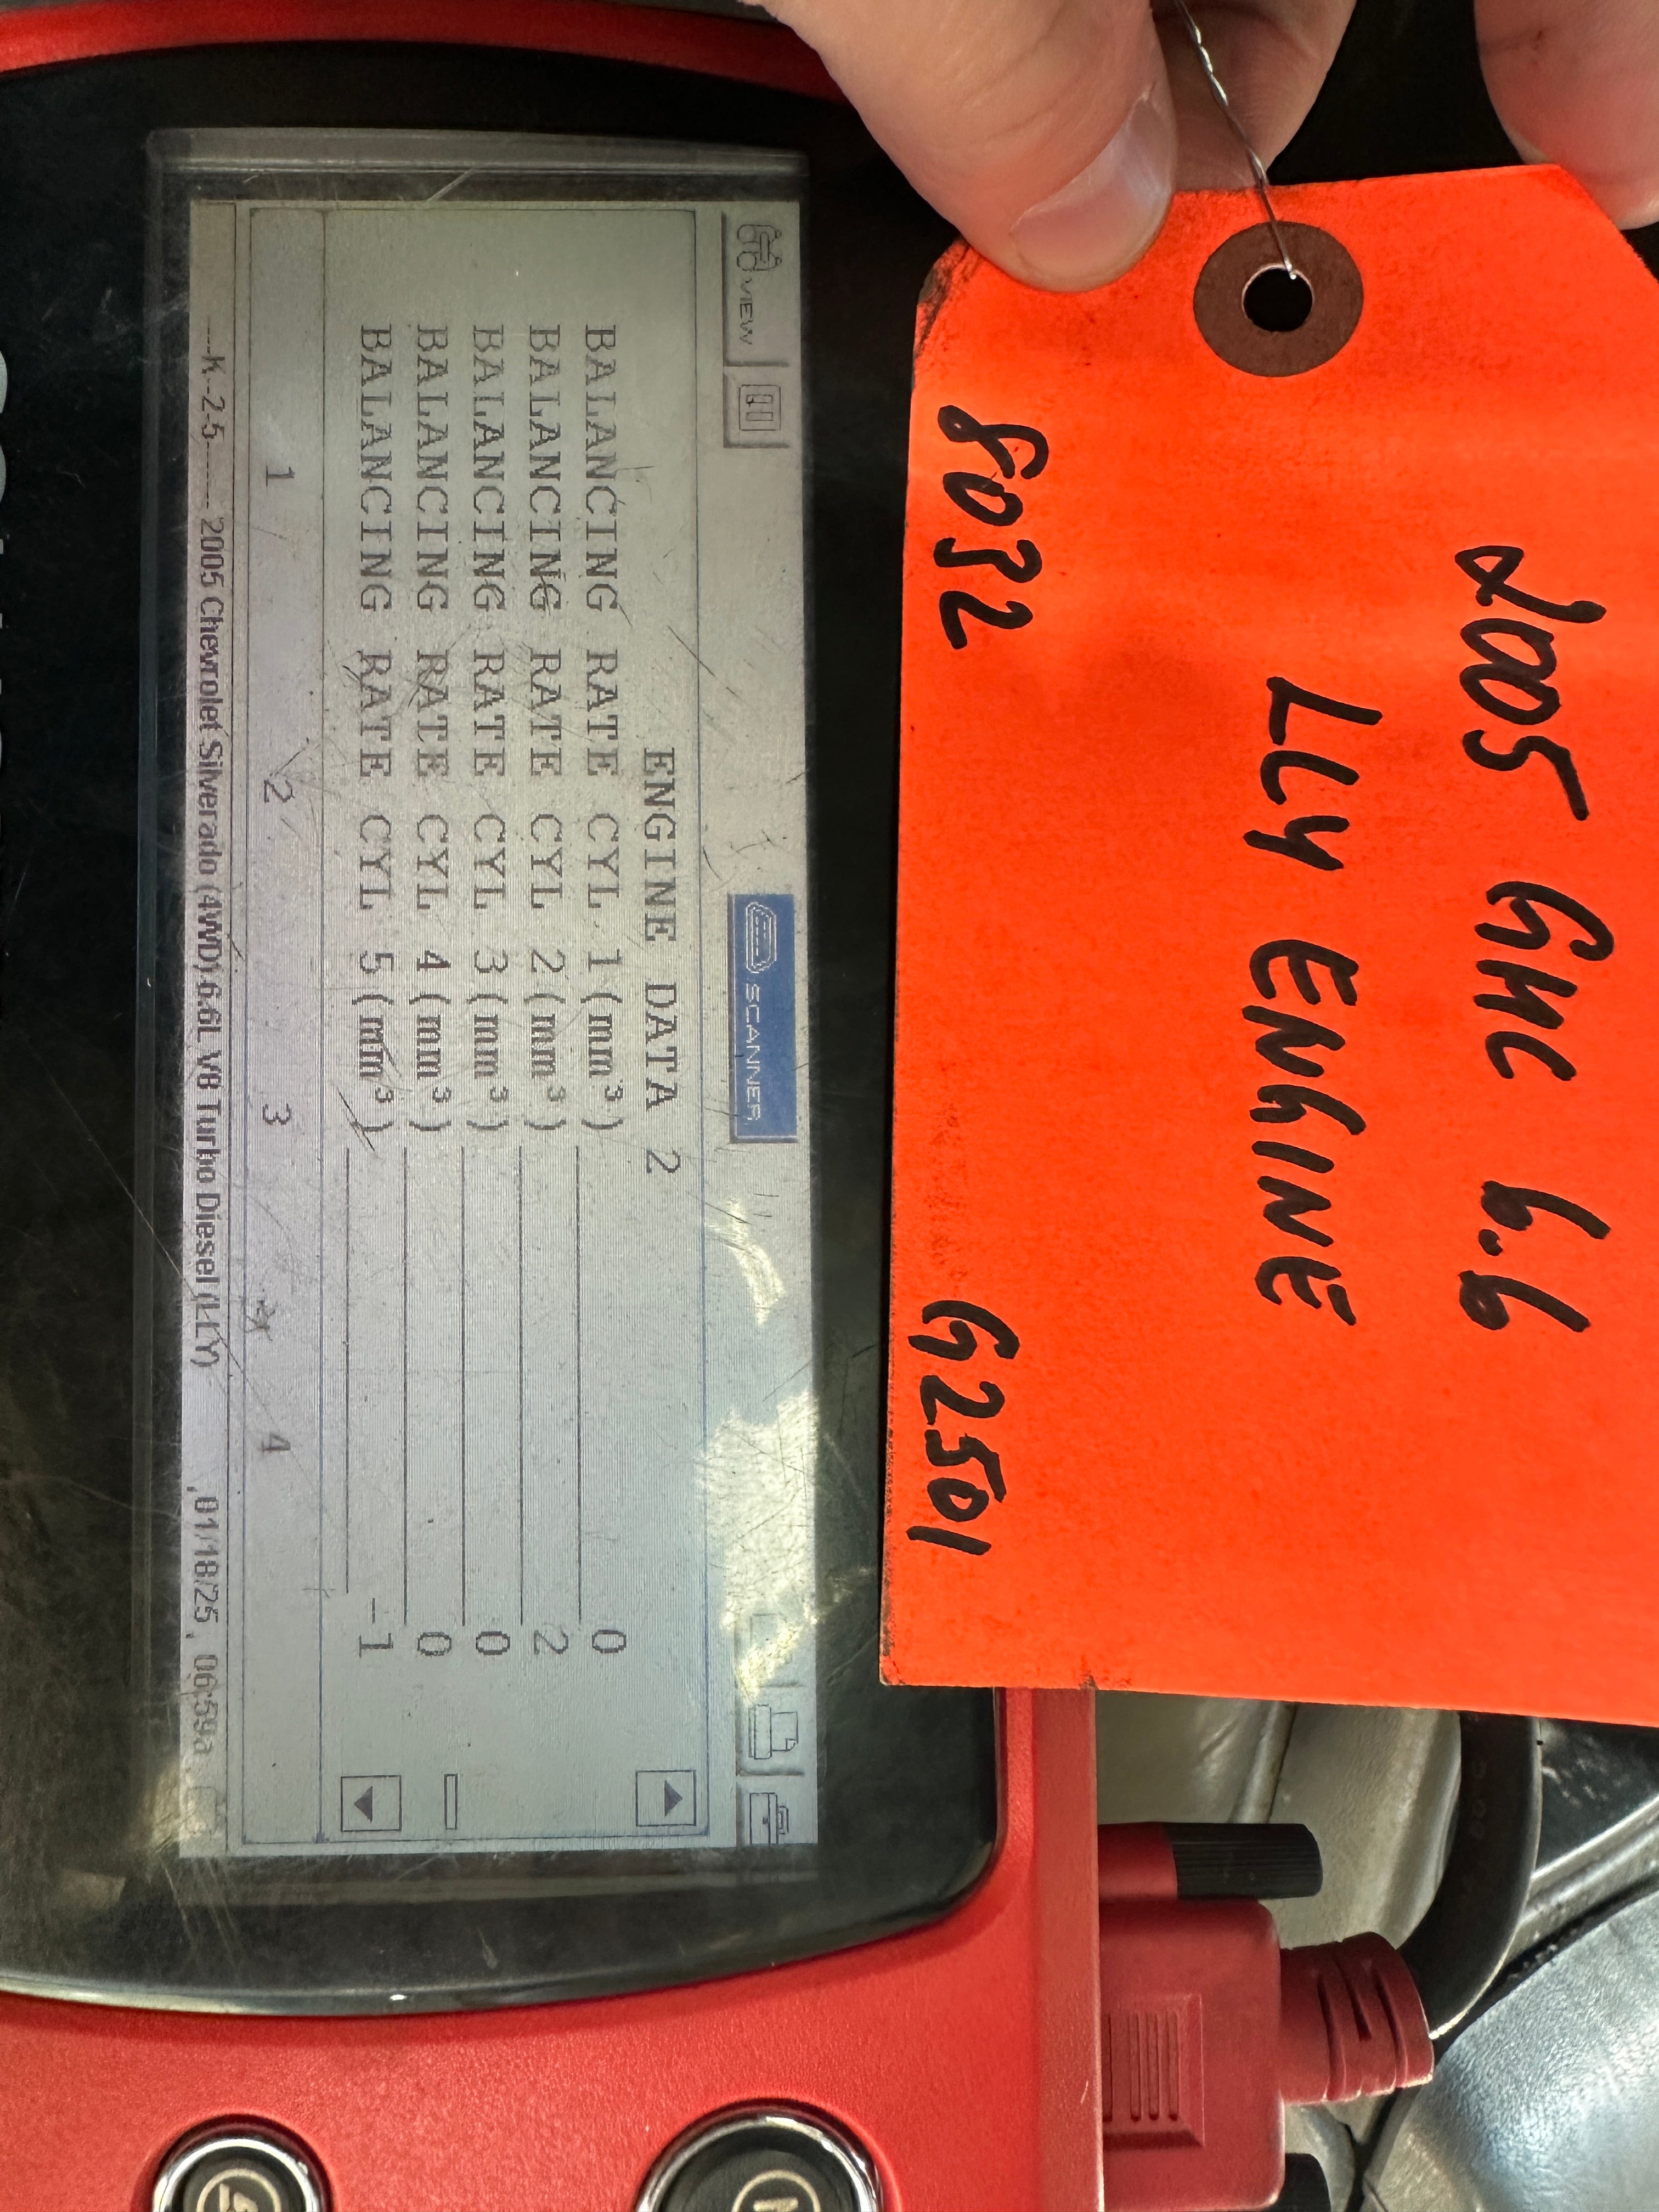 2005 GMC 6.6
LLY ENGINE
8032 G2501
VIEW SCANNER
ENGINE DATA 2
BALANCING RATE CYL 1(mm³) 0
BALANCING RATE CYL 2(mm³) 2
BALANCING RATE CYL 3(mm³) 0
BALANCING RATE CYL 4(mm³) 0
BALANCING RATE CYL 5(mm³) -1
1 2 3 4
---K-2-5------ 2005 Chevrolet Silverado (4WD) 6.6L V8 Turbo Diesel (LLY) ,01/18/25 , 06:59a